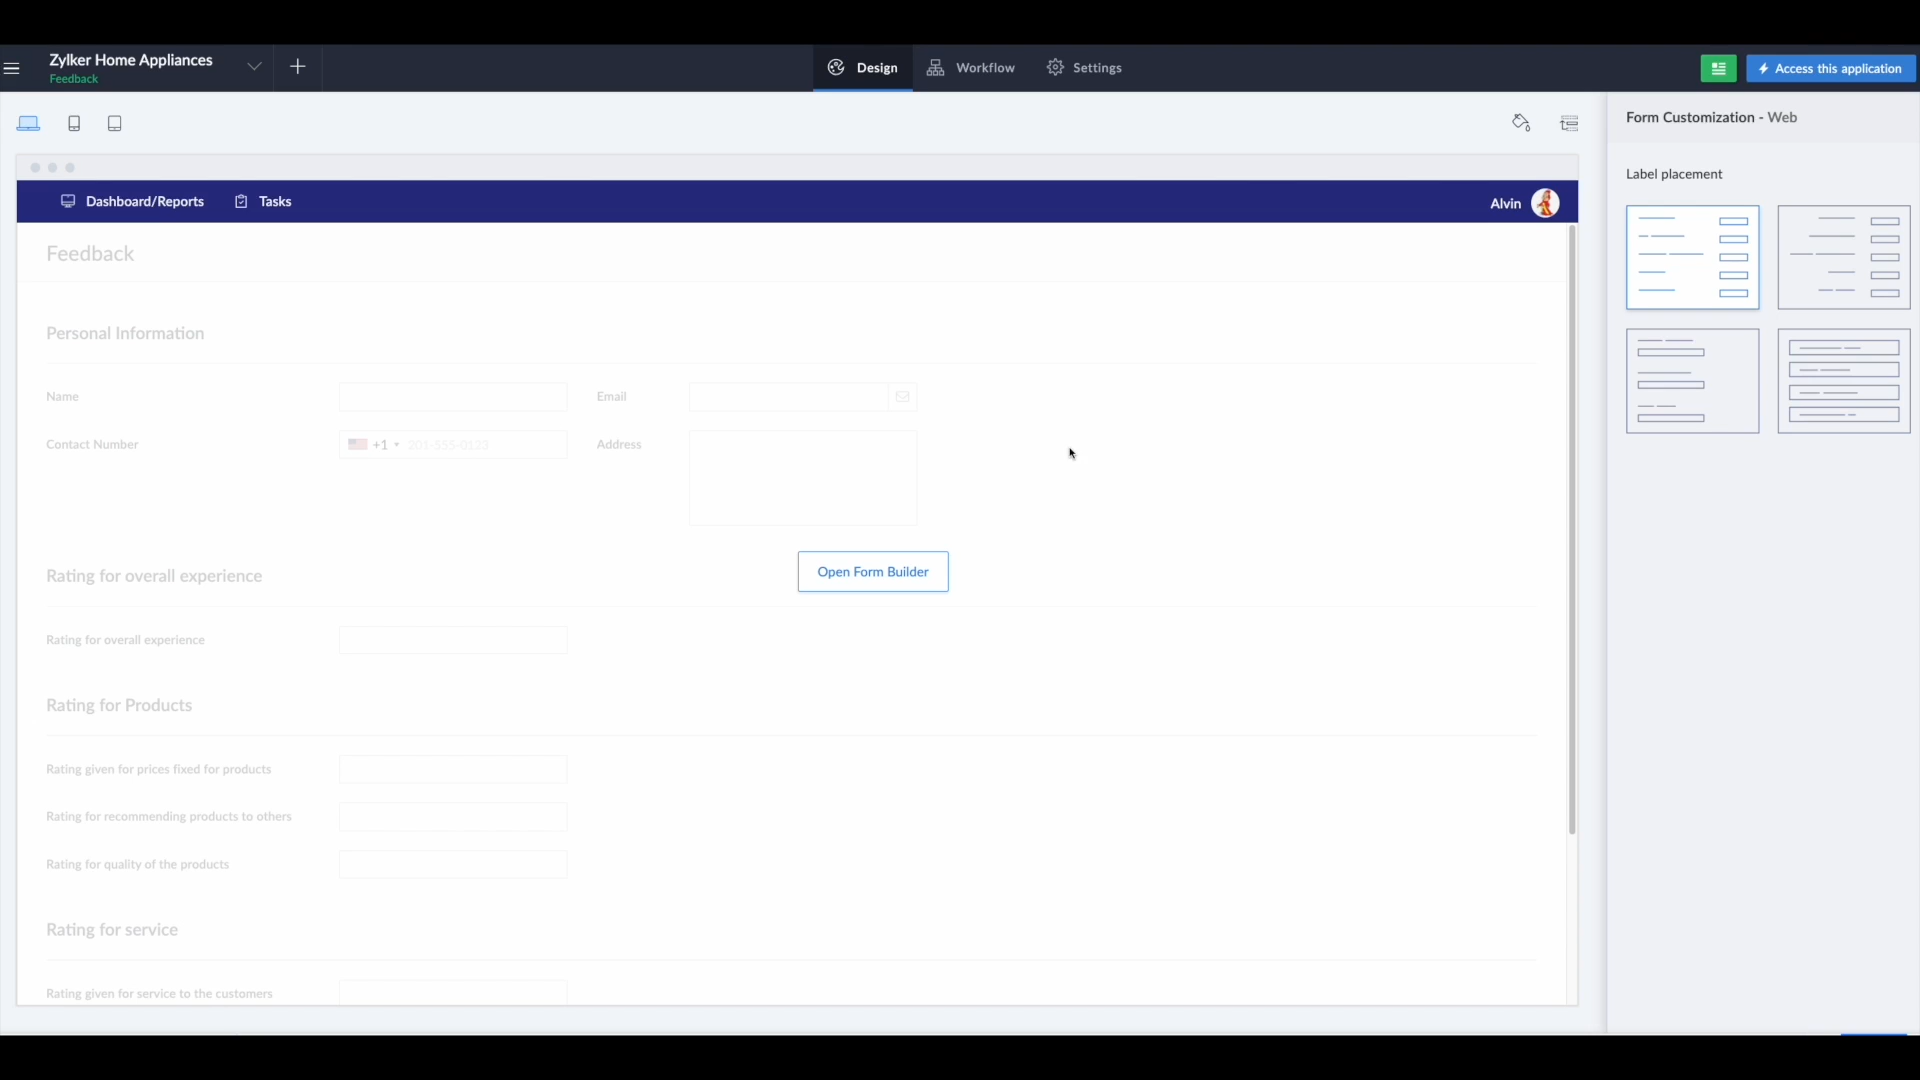 Zylker Home Appliances
Feedback
Design
Workflow
Settings
Access this application
Form Customization - Web
Label placement
Dashboard/Reports
Tasks
Alvin
Feedback
Personal Information
Name
Email
Contact Number
+1
201-555-0123
Address
Open Form Builder
Rating for overall experience
Rating for overall experience
Rating for Products
Rating given for prices fixed for products
Rating for recommending products to others
Rating for quality of the products
Rating for service
Rating given for service to the customers